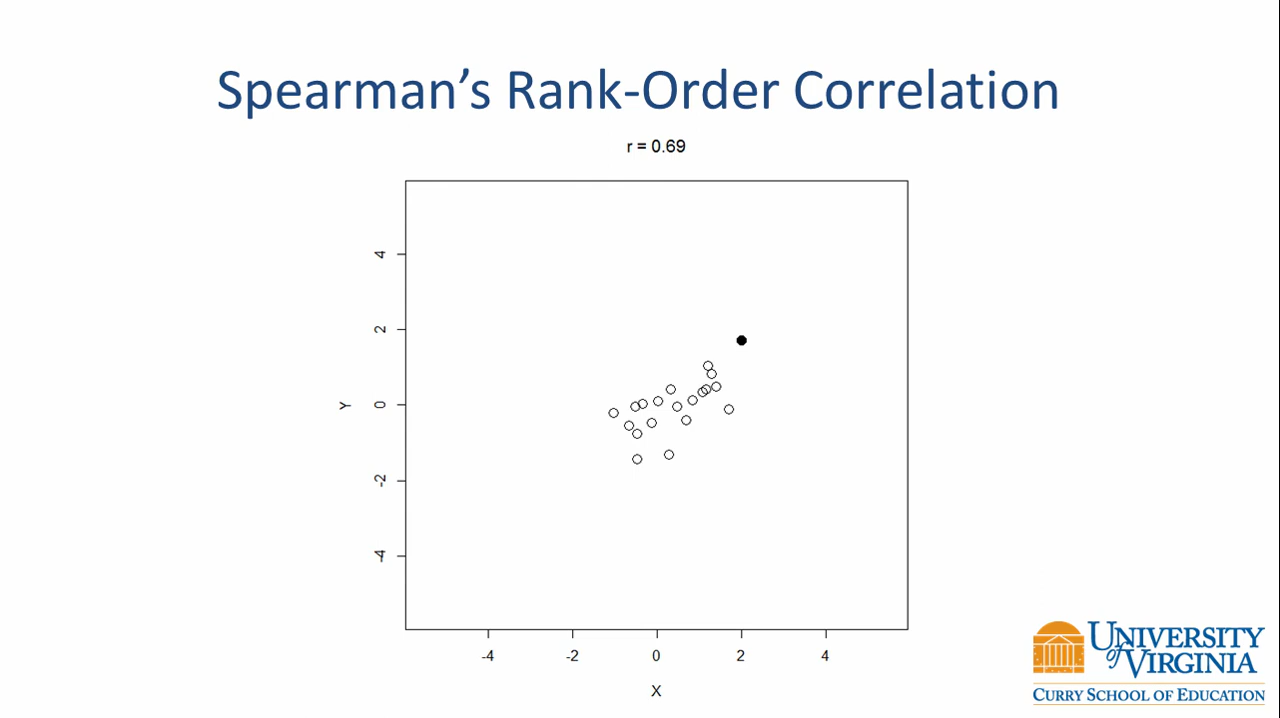 Spearman's Rank-Order Correlation
r = 0.69
4
2
0
-2
-4
Y
-4 -2 0 2 4
X
UNIVERSITY
of VIRGINIA
CURRY SCHOOL OF EDUCATION